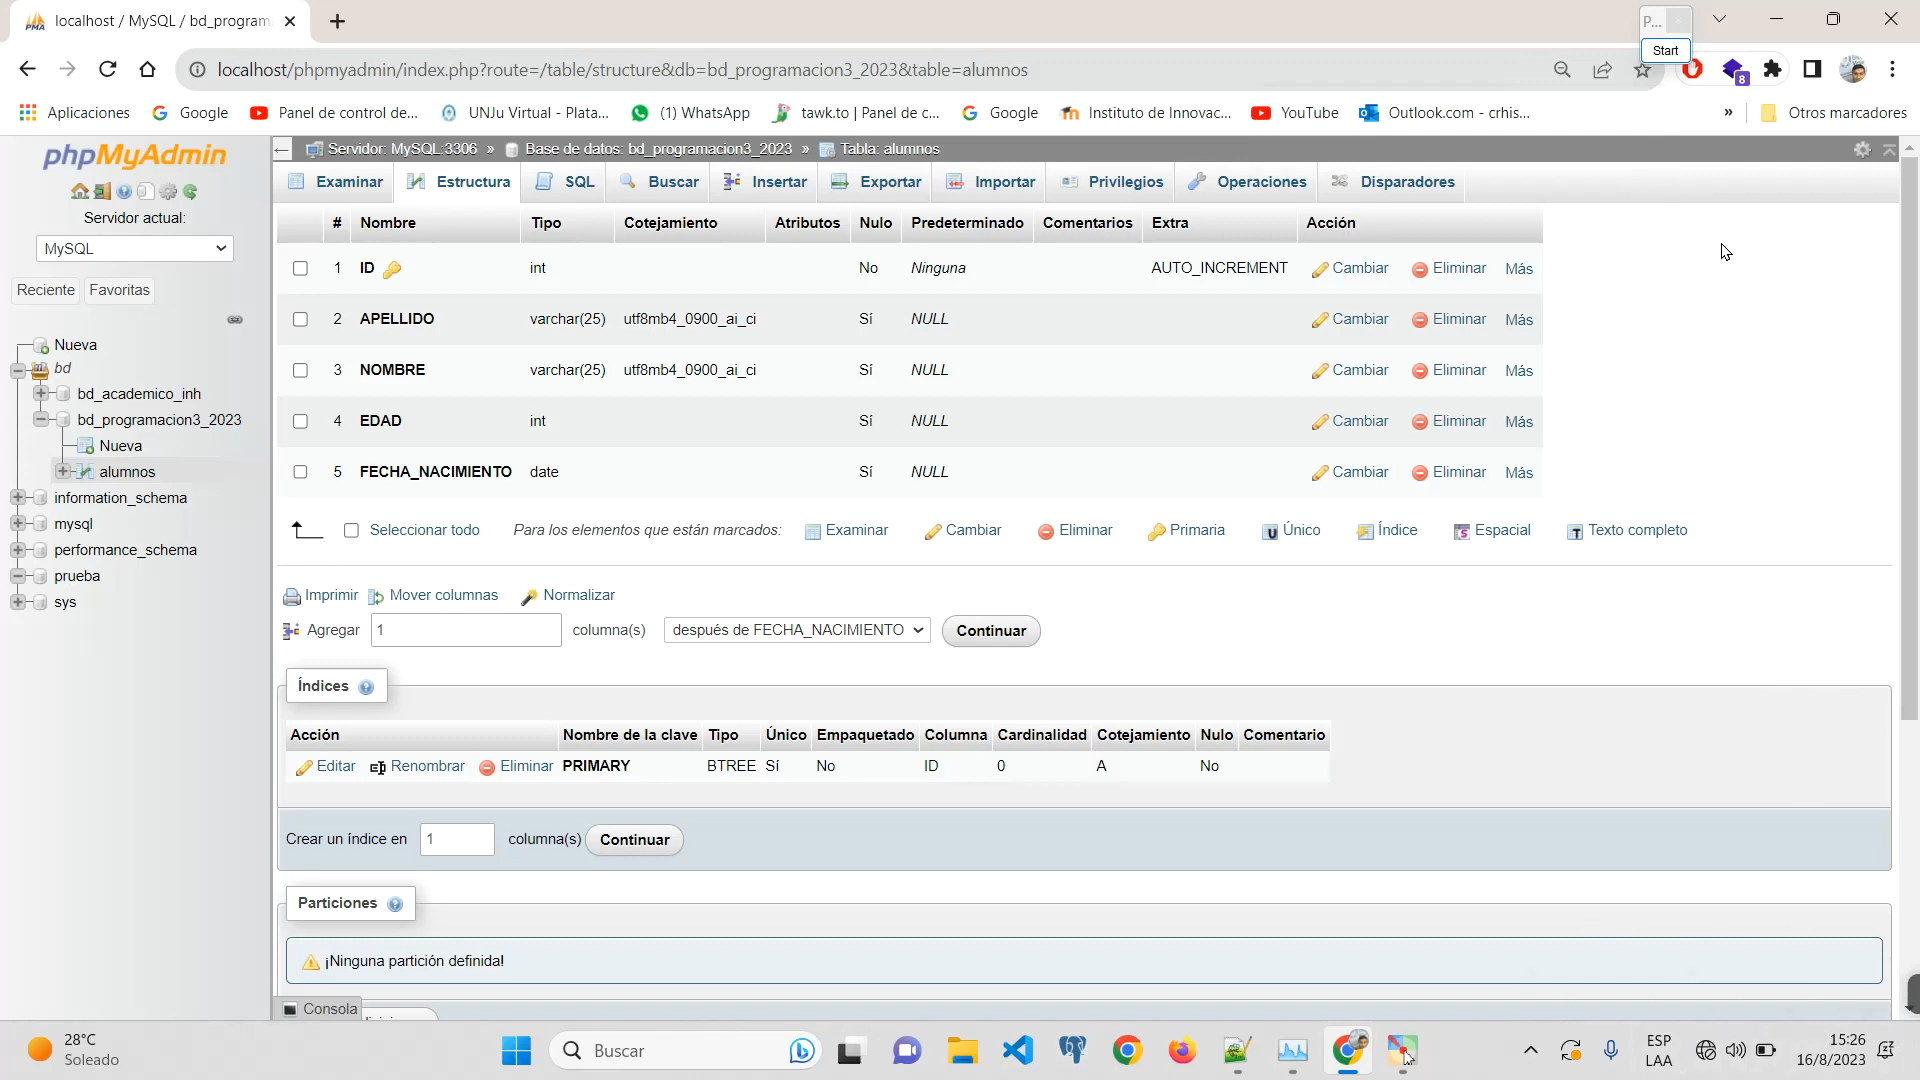 localhost / MySQL / bd_program
P...
Start
localhost/phpmyadmin/index.php?route=/table/structure&db=bd_programacion3_2023&table=alumnos
8
Aplicaciones Google Panel de control de... UNJu Virtual - Plata... (1) WhatsApp tawk.to | Panel de c... Google Instituto de Innovac... YouTube Outlook.com - crhis... » Otros marcadores
phpMyAdmin
Servidor actual:
MySQL
Reciente Favoritas
Nueva
bd
bd_academico_inh
bd_programacion3_2023
Nueva
alumnos
information_schema
mysql
performance_schema
prueba
sys
Servidor: MySQL:3306 » Base de datos: bd_programacion3_2023 » Tabla: alumnos
Examinar Estructura SQL Buscar Insertar Exportar Importar Privilegios Operaciones Disparadores
# Nombre Tipo Cotejamiento Atributos Nulo Predeterminado Comentarios Extra Acción
1 ID int No Ninguna AUTO_INCREMENT Cambiar Eliminar Más
2 APELLIDO varchar(25) utf8mb4_0900_ai_ci Sí NULL Cambiar Eliminar Más
3 NOMBRE varchar(25) utf8mb4_0900_ai_ci Sí NULL Cambiar Eliminar Más
4 EDAD int Sí NULL Cambiar Eliminar Más
5 FECHA_NACIMIENTO date Sí NULL Cambiar Eliminar Más
Seleccionar todo Para los elementos que están marcados: Examinar Cambiar Eliminar Primaria Único Índice Espacial Texto completo
Imprimir Mover columnas Normalizar
Agregar 1 columna(s) después de FECHA_NACIMIENTO Continuar
Índices
Acción Nombre de la clave Tipo Único Empaquetado Columna Cardinalidad Cotejamiento Nulo Comentario
Editar Renombrar Eliminar PRIMARY BTREE Sí No ID 0 A No
Crear un índice en 1 columna(s) Continuar
Particiones
¡Ninguna partición definida!
Consola
28°C
Soleado
Buscar
ESP
LAA
15:26
16/8/2023